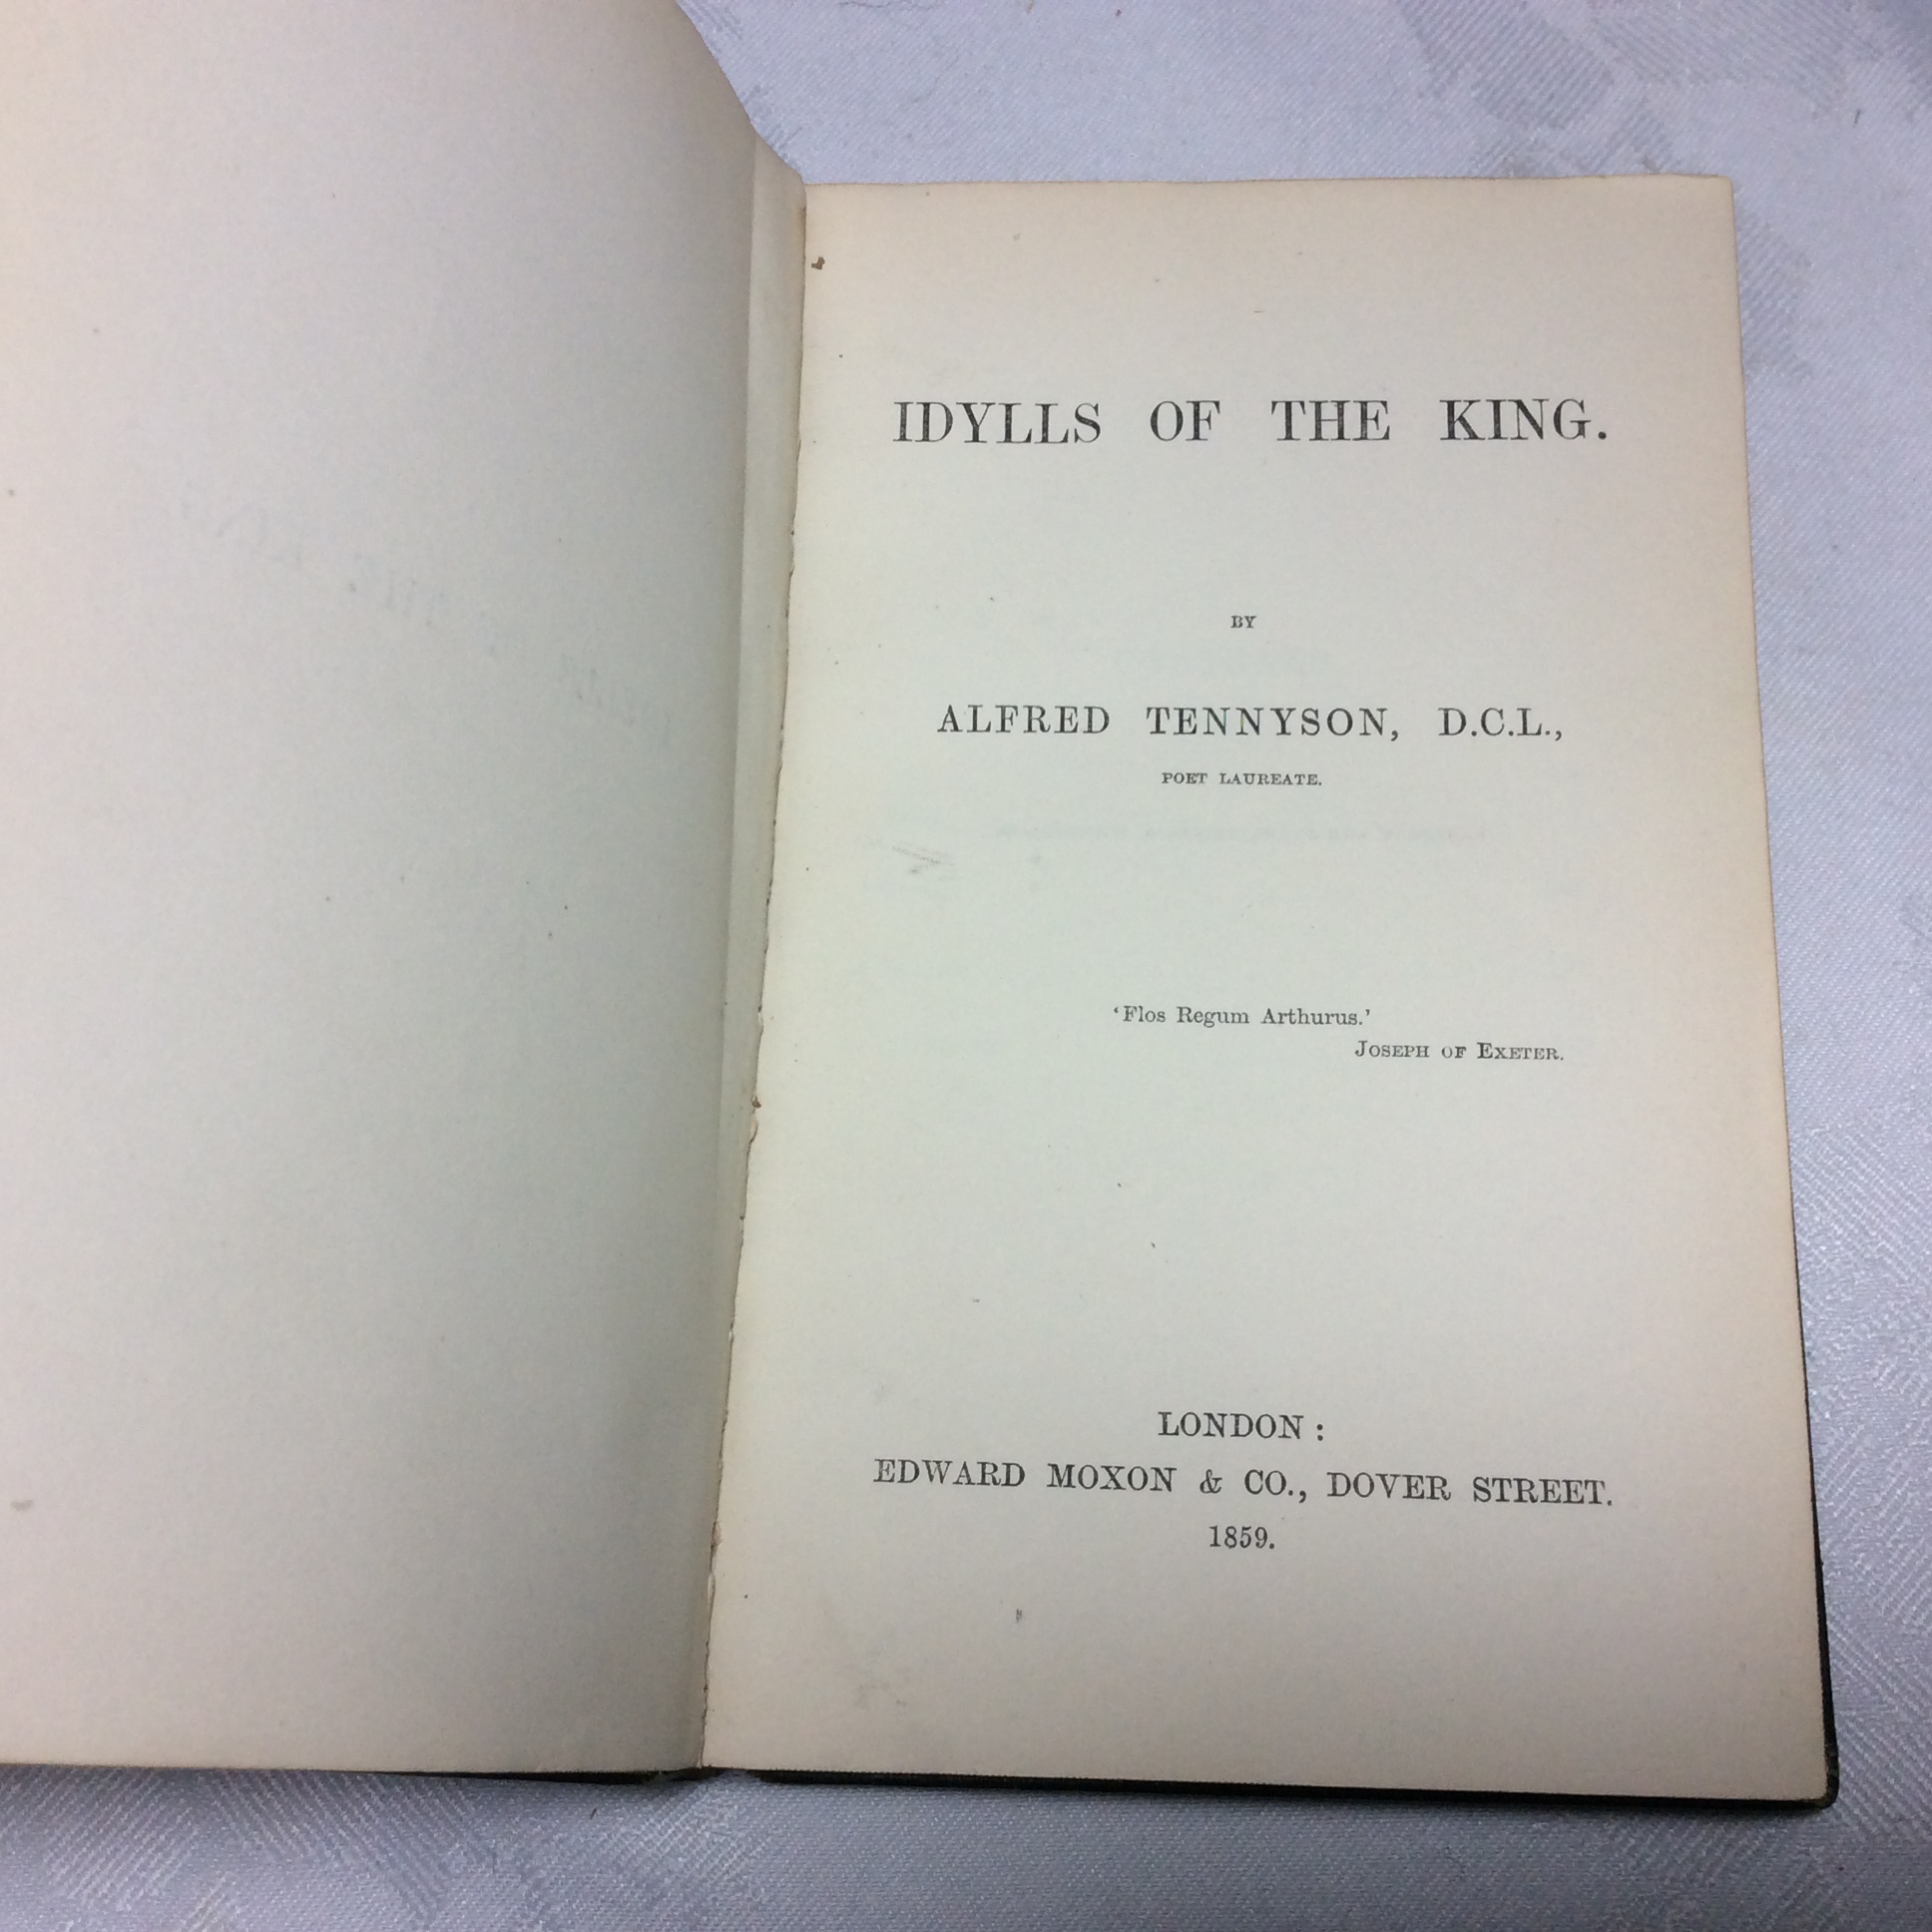 IDYLLS OF THE KING.
BY
ALFRED TENNYSON, D.C.L.,
POET LAUREATE.
‘Flos Regum Arthurus.’
JOSEPH OF EXETER.
LONDON :
EDWARD MOXON & CO., DOVER STREET.
1859.